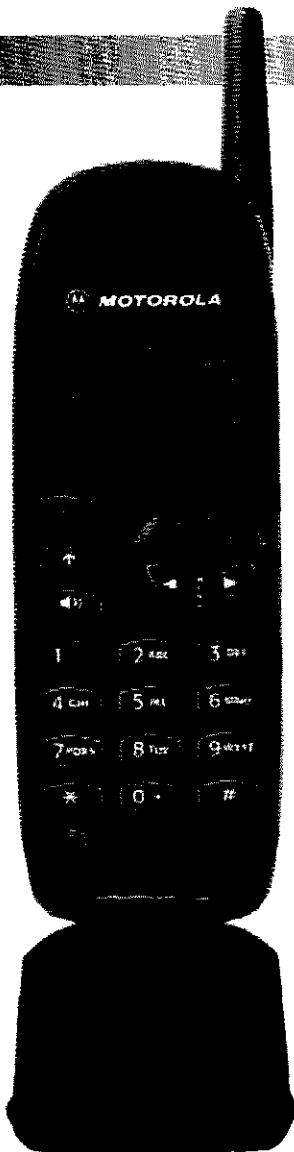 MOTOROLA
1 2 ABC 3 DEF
4 GHI 5 JKL 6 MNO
7 PQRS 8 TUV 9 WXYZ
* 0 #